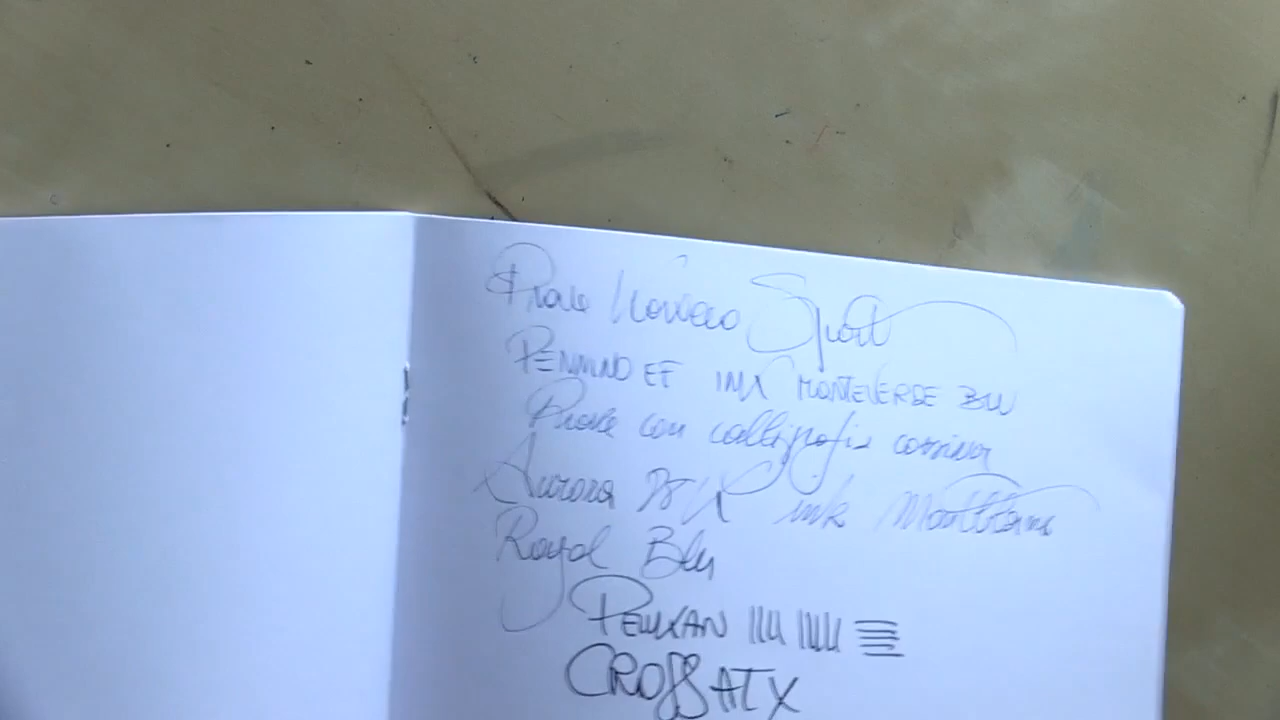 Prova Kaweco Sport
PENNINO EF INK MONTEVERDE BLU
Prova con calligrafia corsiva
Aurora 88 ink Montblanc
Royal Blu
PELIKAN
CROSS ATX